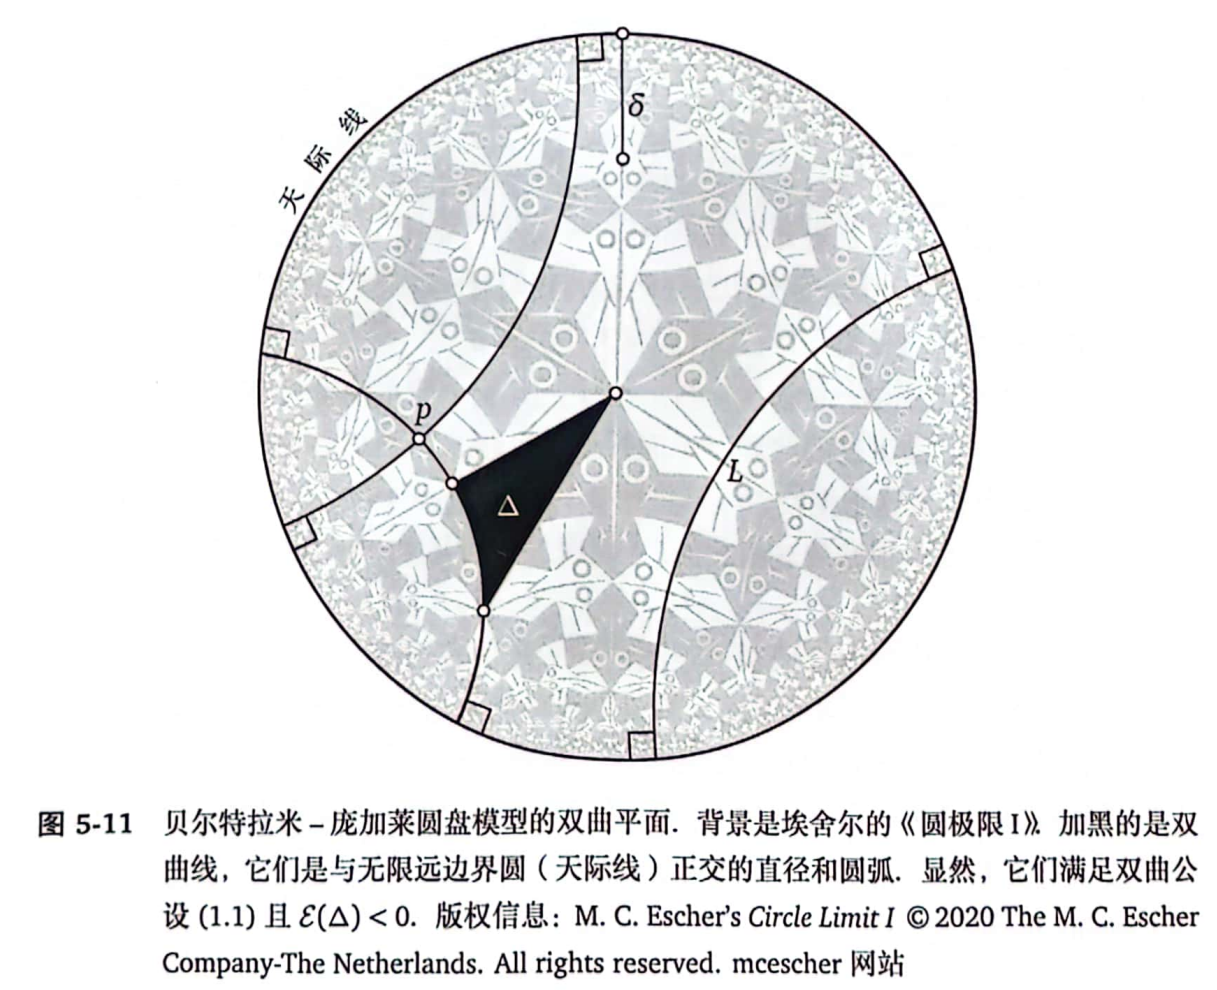 天际线
δ
p
L
△
图 5-11 贝尔特拉米–庞加莱圆盘模型的双曲平面. 背景是埃舍尔的《圆极限I》. 加黑的是双
曲线，它们是与无限远边界圆（天际线）正交的直径和圆弧. 显然，它们满足双曲公
设 (1.1) 且 ℰ(△) < 0. 版权信息：M. C. Escher's Circle Limit I © 2020 The M. C. Escher
Company-The Netherlands. All rights reserved. mcescher 网站